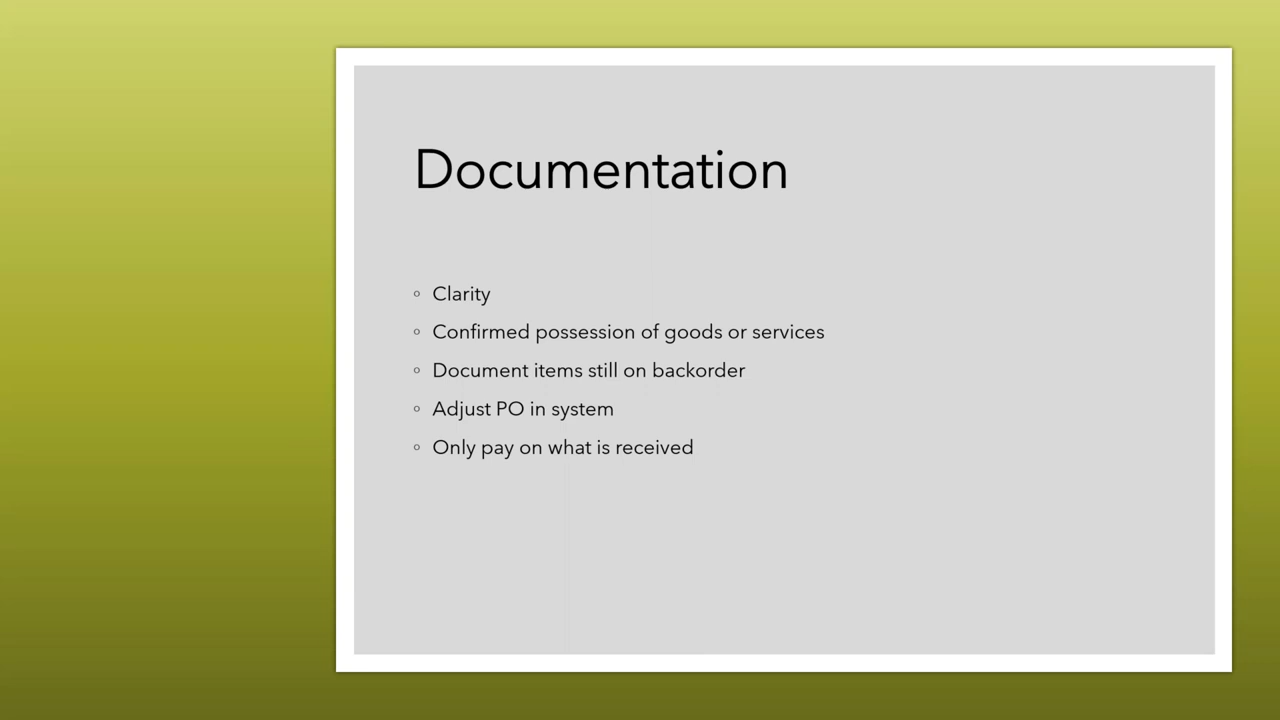 Documentation
Clarity
Confirmed possession of goods or services
Document items still on backorder
Adjust PO in system
Only pay on what is received